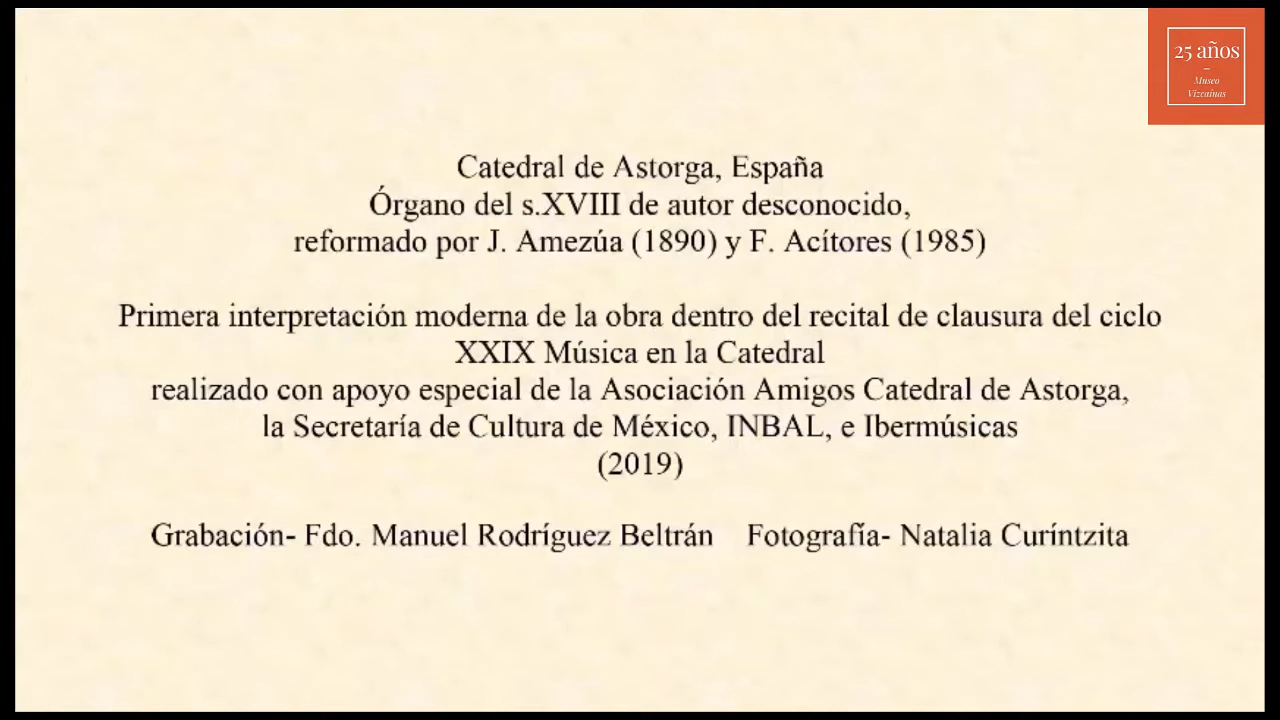 25 años
–
Museo
Vizcaínas
Catedral de Astorga, España
Órgano del s.XVIII de autor desconocido,
reformado por J. Amezúa (1890) y F. Acítores (1985)
Primera interpretación moderna de la obra dentro del recital de clausura del ciclo
XXIX Música en la Catedral
realizado con apoyo especial de la Asociación Amigos Catedral de Astorga,
la Secretaría de Cultura de México, INBAL, e Ibermúsicas
(2019)
Grabación- Fdo. Manuel Rodríguez Beltrán Fotografía- Natalia Curíntzita